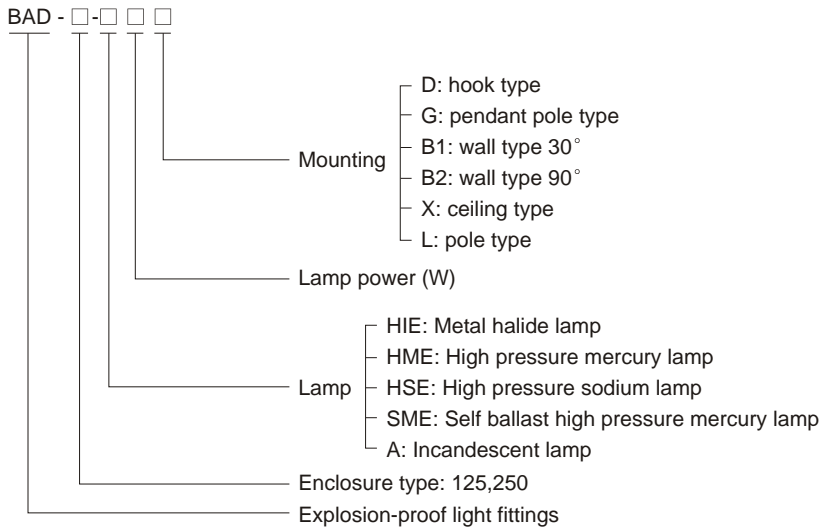 BAD - □-□ □ □
D: hook type
G: pendant pole type
B1: wall type 30°
Mounting
B2: wall type 90°
X: ceiling type
L: pole type
Lamp power (W)
HIE: Metal halide lamp
HME: High pressure mercury lamp
Lamp
HSE: High pressure sodium lamp
SME: Self ballast high pressure mercury lamp
A: Incandescent lamp
Enclosure type: 125,250
Explosion-proof light fittings